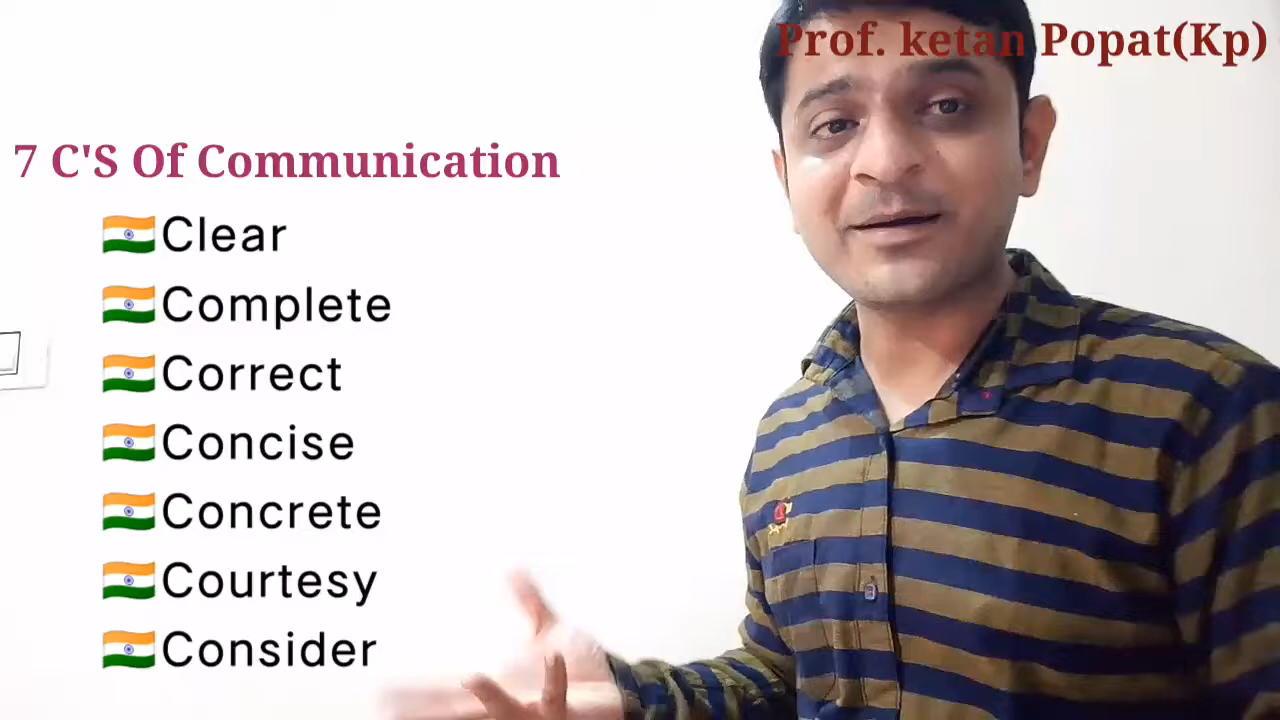 Prof. ketan Popat(Kp)
7 C'S Of Communication
🇮🇳Clear
🇮🇳Complete
🇮🇳Correct
🇮🇳Concise
🇮🇳Concrete
🇮🇳Courtesy
🇮🇳Consider